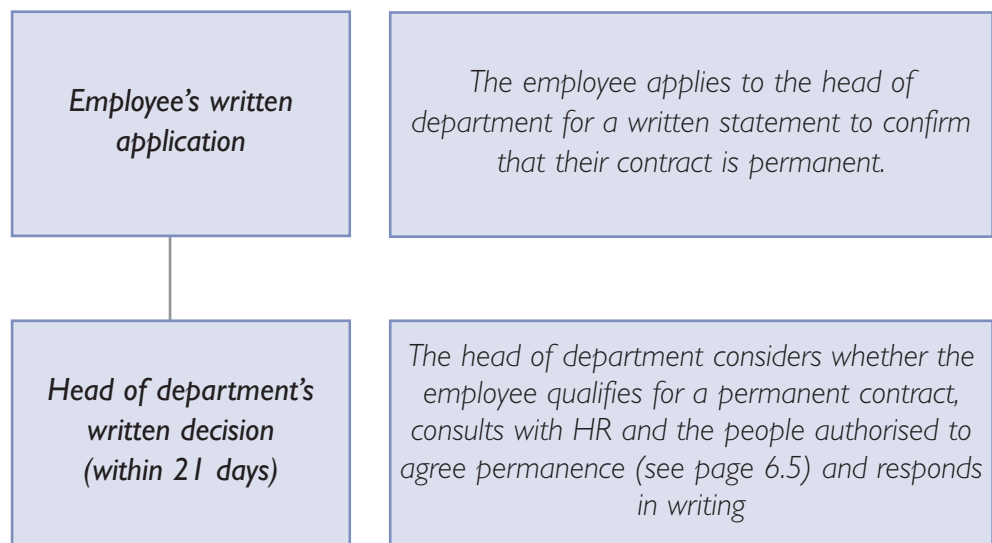 Employee’s written
application
The employee applies to the head of
department for a written statement to confirm
that their contract is permanent.
Head of department’s
written decision
(within 21 days)
The head of department considers whether the
employee qualifies for a permanent contract,
consults with HR and the people authorised to
agree permanence (see page 6.5) and responds
in writing